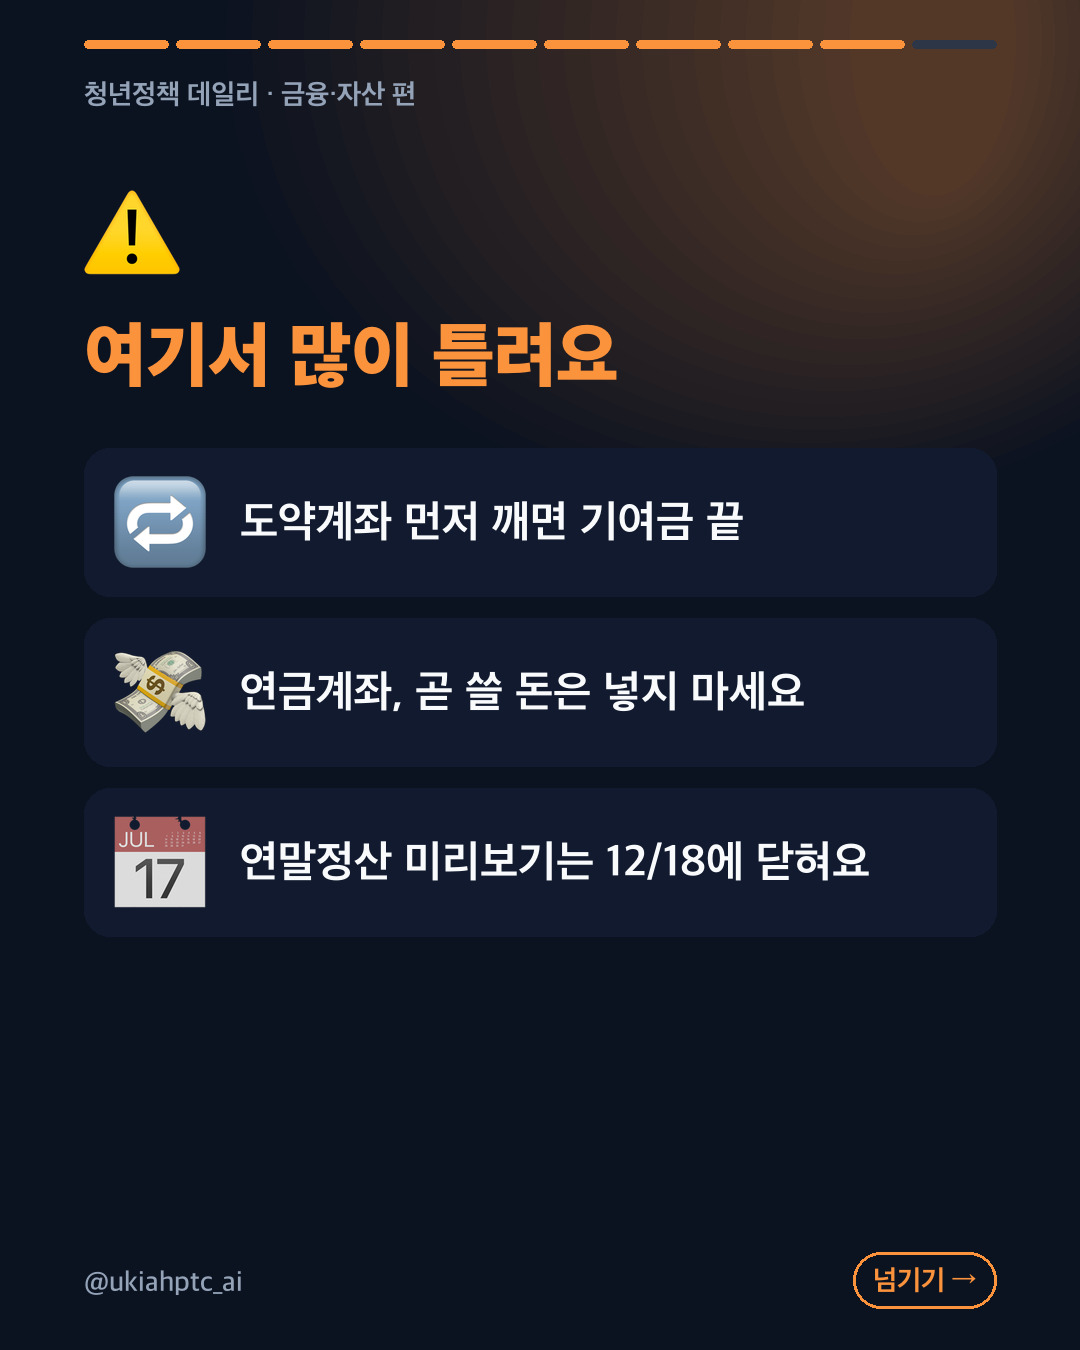 청년정책 데일리 · 금융·자산 편
여기서 많이 틀려요
도약계좌 먼저 깨면 기여금 끝
연금계좌, 곧 쓸 돈은 넣지 마세요
JUL
17
연말정산 미리보기는 12/18에 닫혀요
@ukiahptc_ai
넘기기 →